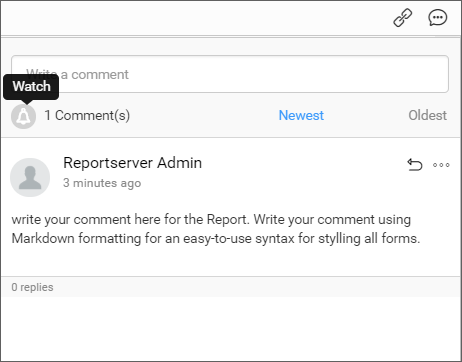 Write a comment
Watch
1 Comment(s) Newest Oldest
Reportserver Admin
3 minutes ago
write your comment here for the Report. Write your comment using
Markdown formatting for an easy-to-use syntax for stylling all forms.
0 replies